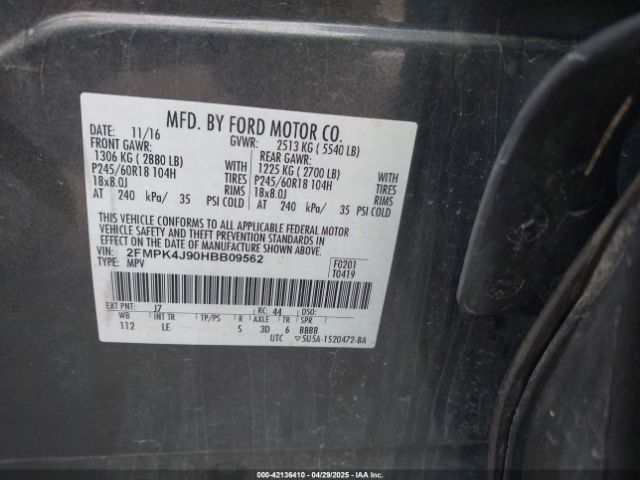 MFD. BY FORD MOTOR CO.
DATE: 11/16 GVWR: 2513 KG ( 5540 LB)
FRONT GAWR: REAR GAWR:
1306 KG ( 2880 LB) WITH 1225 KG ( 2700 LB) WITH
P245/60R18 104H TIRES P245/60R18 104H TIRES
18x8.0J RIMS 18x8.0J RIMS
AT 240 kPa/ 35 PSI COLD AT 240 kPa/ 35 PSI COLD
THIS VEHICLE CONFORMS TO ALL APPLICABLE FEDERAL MOTOR
VEHICLE SAFETY AND THEFT PREVENTION STANDARDS IN
EFFECT ON THE DATE OF MANUFACTURE SHOWN ABOVE.
VIN: 2FMPK4J90HBB09562 F0201
TYPE: MPV T0419
EXT PNT: J7 RC: 44 DSO:
WB INT TR TP/PS R AXLE TR SPR
112 LE 5 3D 6 BBBB
UTC ▽5U5A-1520472-BA
000-42136410 | 04/29/2025 | IAA